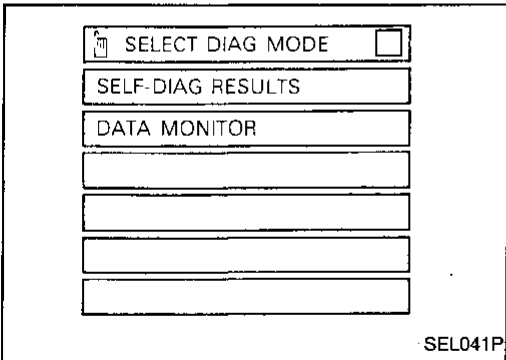 SELECT DIAG MODE
SELF-DIAG RESULTS
DATA MONITOR
SEL041P